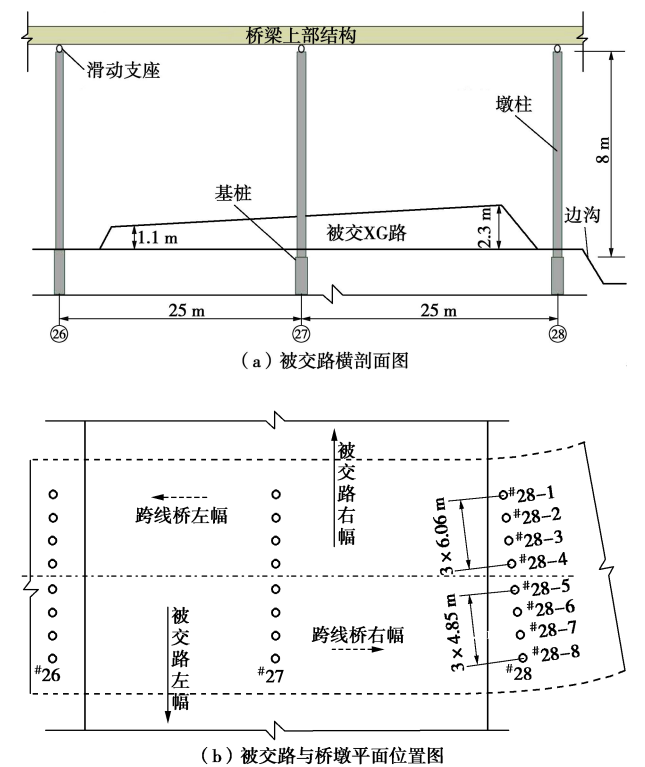 桥梁上部结构
滑动支座
墩柱
8 m
基桩
边沟
1.1 m
被交XG路
2.3 m
25 m
25 m
26
27
28
(a)被交路横剖面图
被交路右幅
#28-1
跨线桥左幅
#28-2
3×6.06 m
#28-3
#28-4
#28-5
被交路左幅
3×4.85 m
#28-6
跨线桥右幅
#28-7
#28-8
#26
#27
#28
(b)被交路与桥墩平面位置图